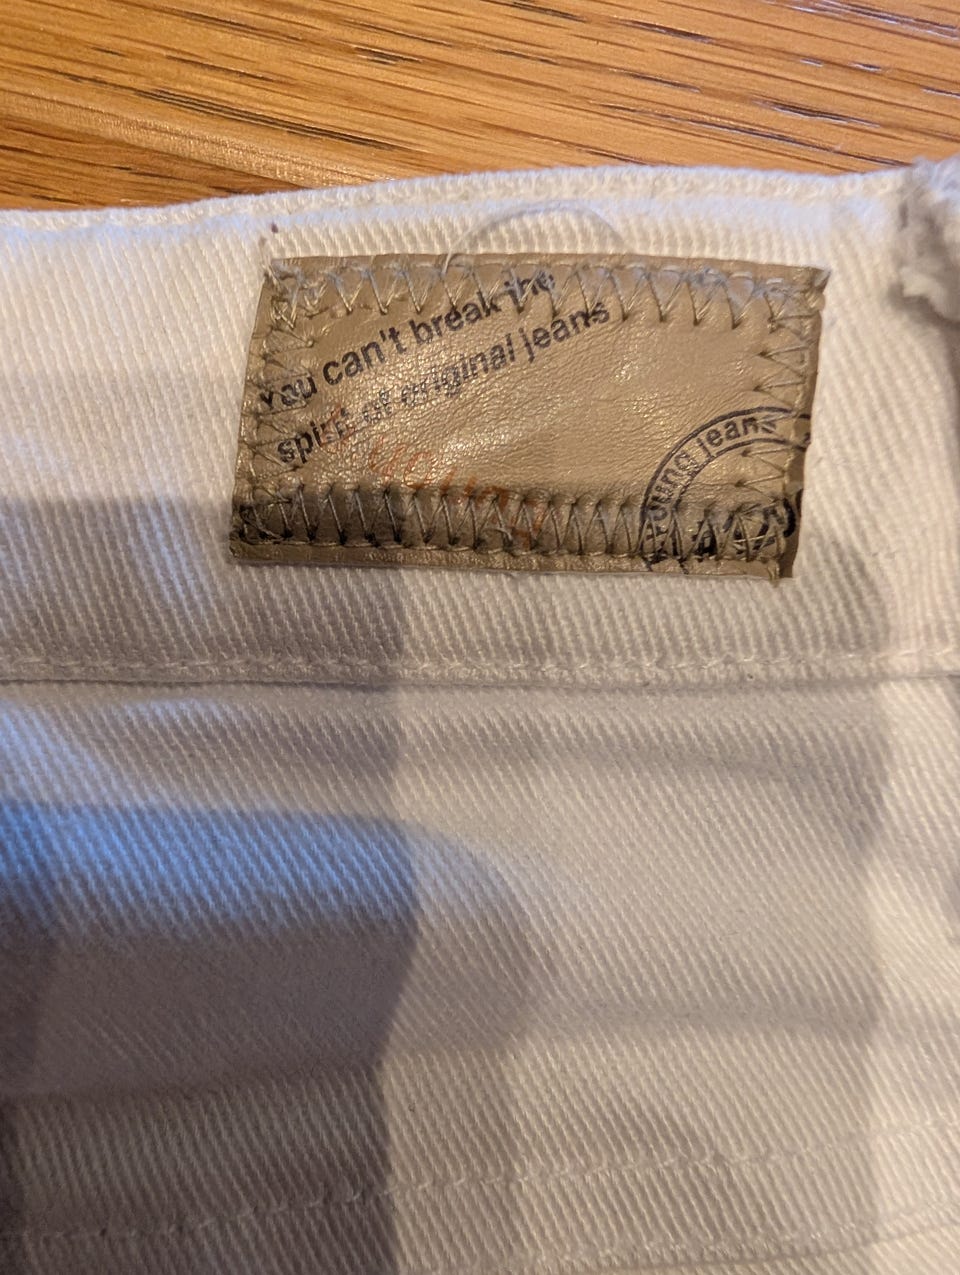 You can't break the
spirit of original jeans
young jeans